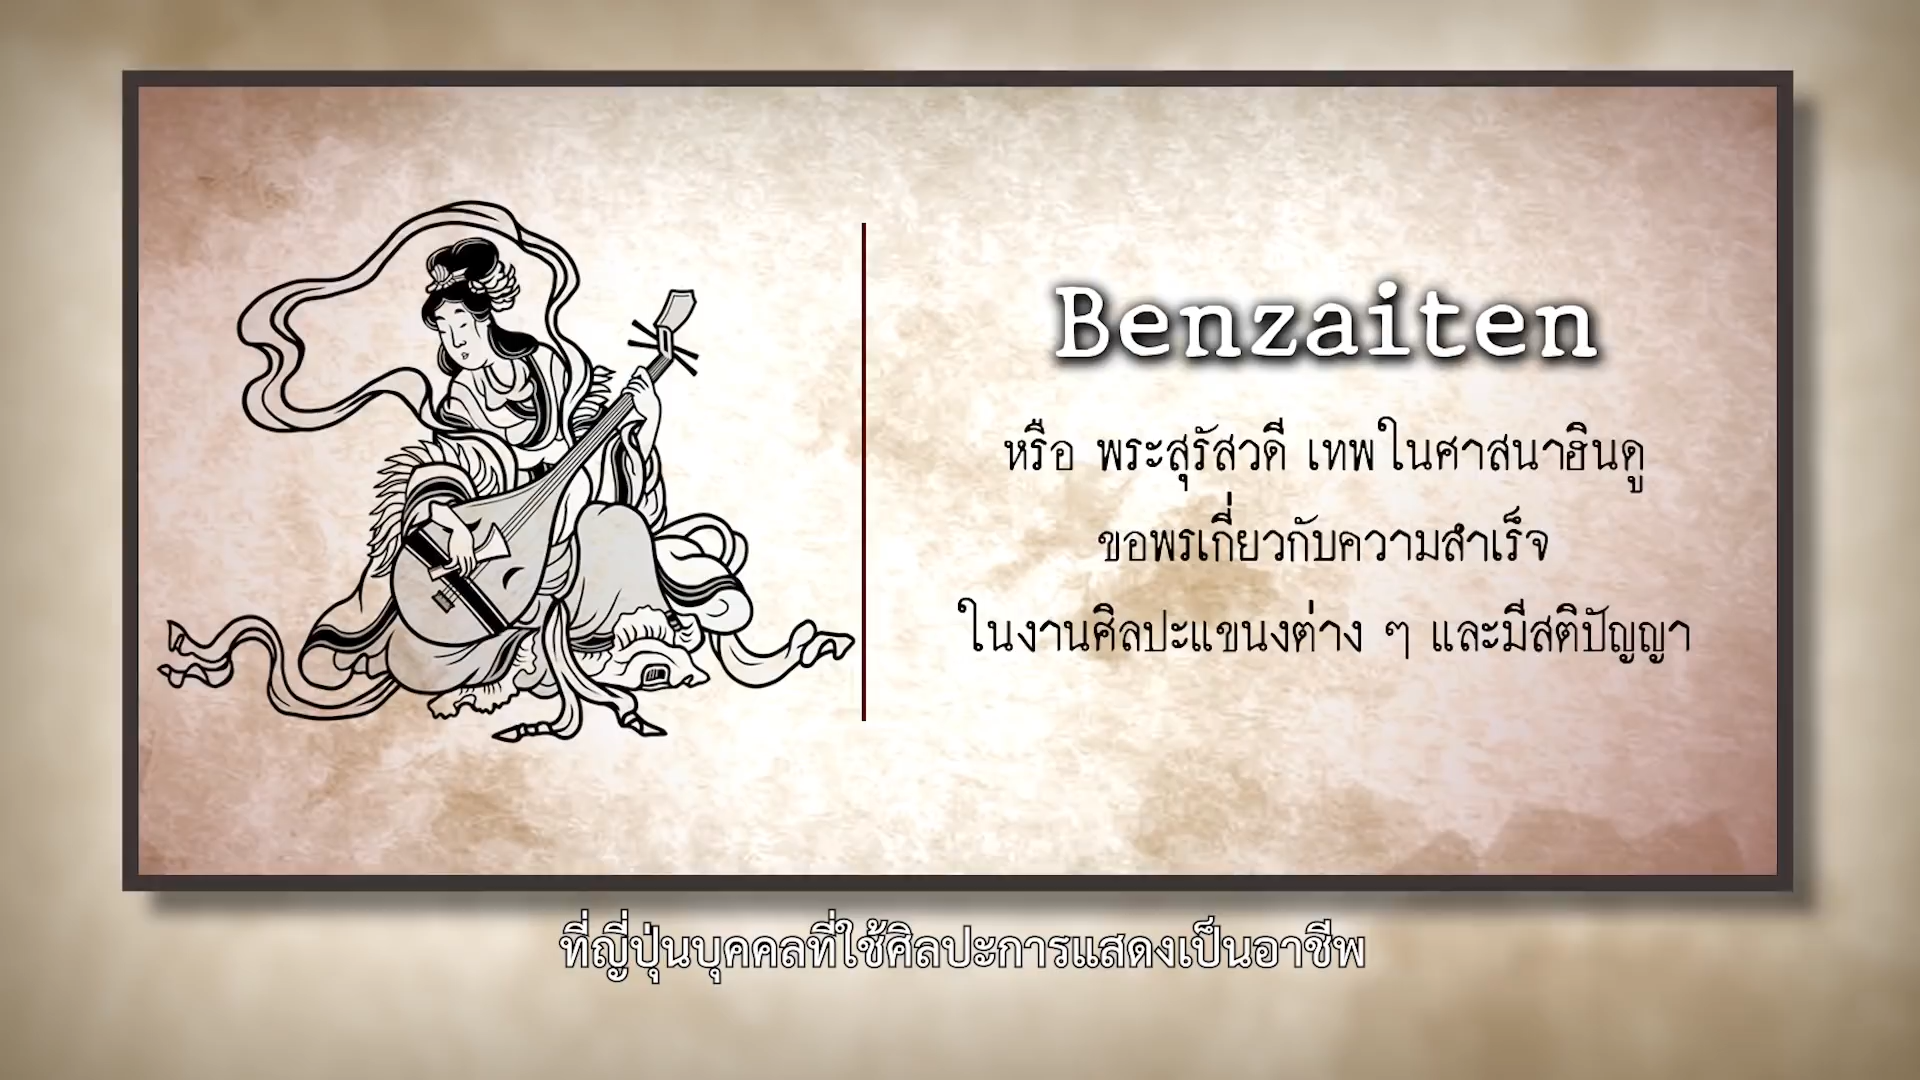 Benzaiten
หรือ พระสุรัสวดี เทพในศาสนาฮินดู
ขอพรเกี่ยวกับความสำเร็จ
ในงานศิลปะแขนงต่าง ๆ และมีสติปัญญา
ที่ญี่ปุ่นบุคคลที่ใช้ศิลปะการแสดงเป็นอาชีพ